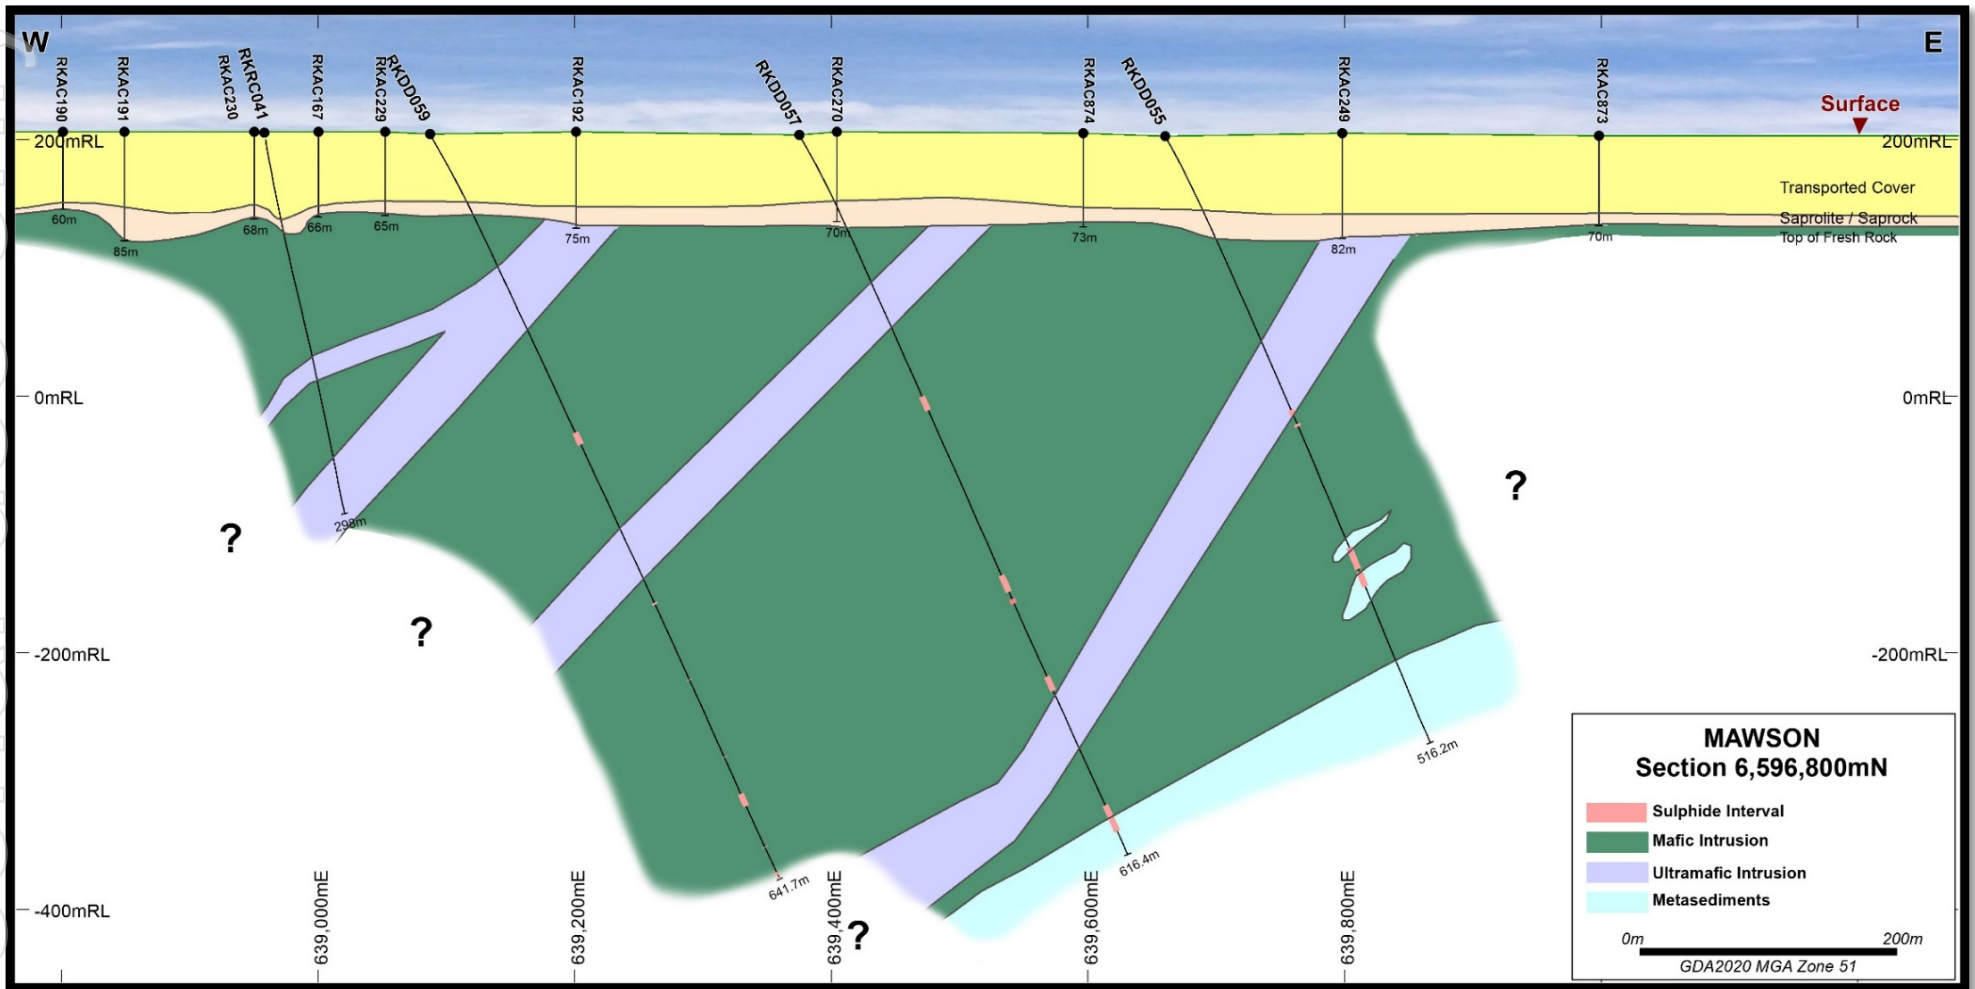 W
E
RKAC190
RKAC191
RKAC230
RKRC041
RKAC167
RKAC229
RKDD059
RKAC192
RKDD057
RKAC270
RKAC874
RKDD055
RKAC249
RKAC873
Surface
200mRL
200mRL
Transported Cover
Saprolite / Saprock
Top of Fresh Rock
60m
85m
68m
66m
65m
75m
70m
73m
82m
70m
0mRL
0mRL
?
298m
?
?
-200mRL
-200mRL
516.2m
616.4m
641.7m
-400mRL
?
639,000mE
639,200mE
639,400mE
639,600mE
639,800mE
MAWSON
Section 6,596,800mN
Sulphide Interval
Mafic Intrusion
Ultramafic Intrusion
Metasediments
0m 200m
GDA2020 MGA Zone 51